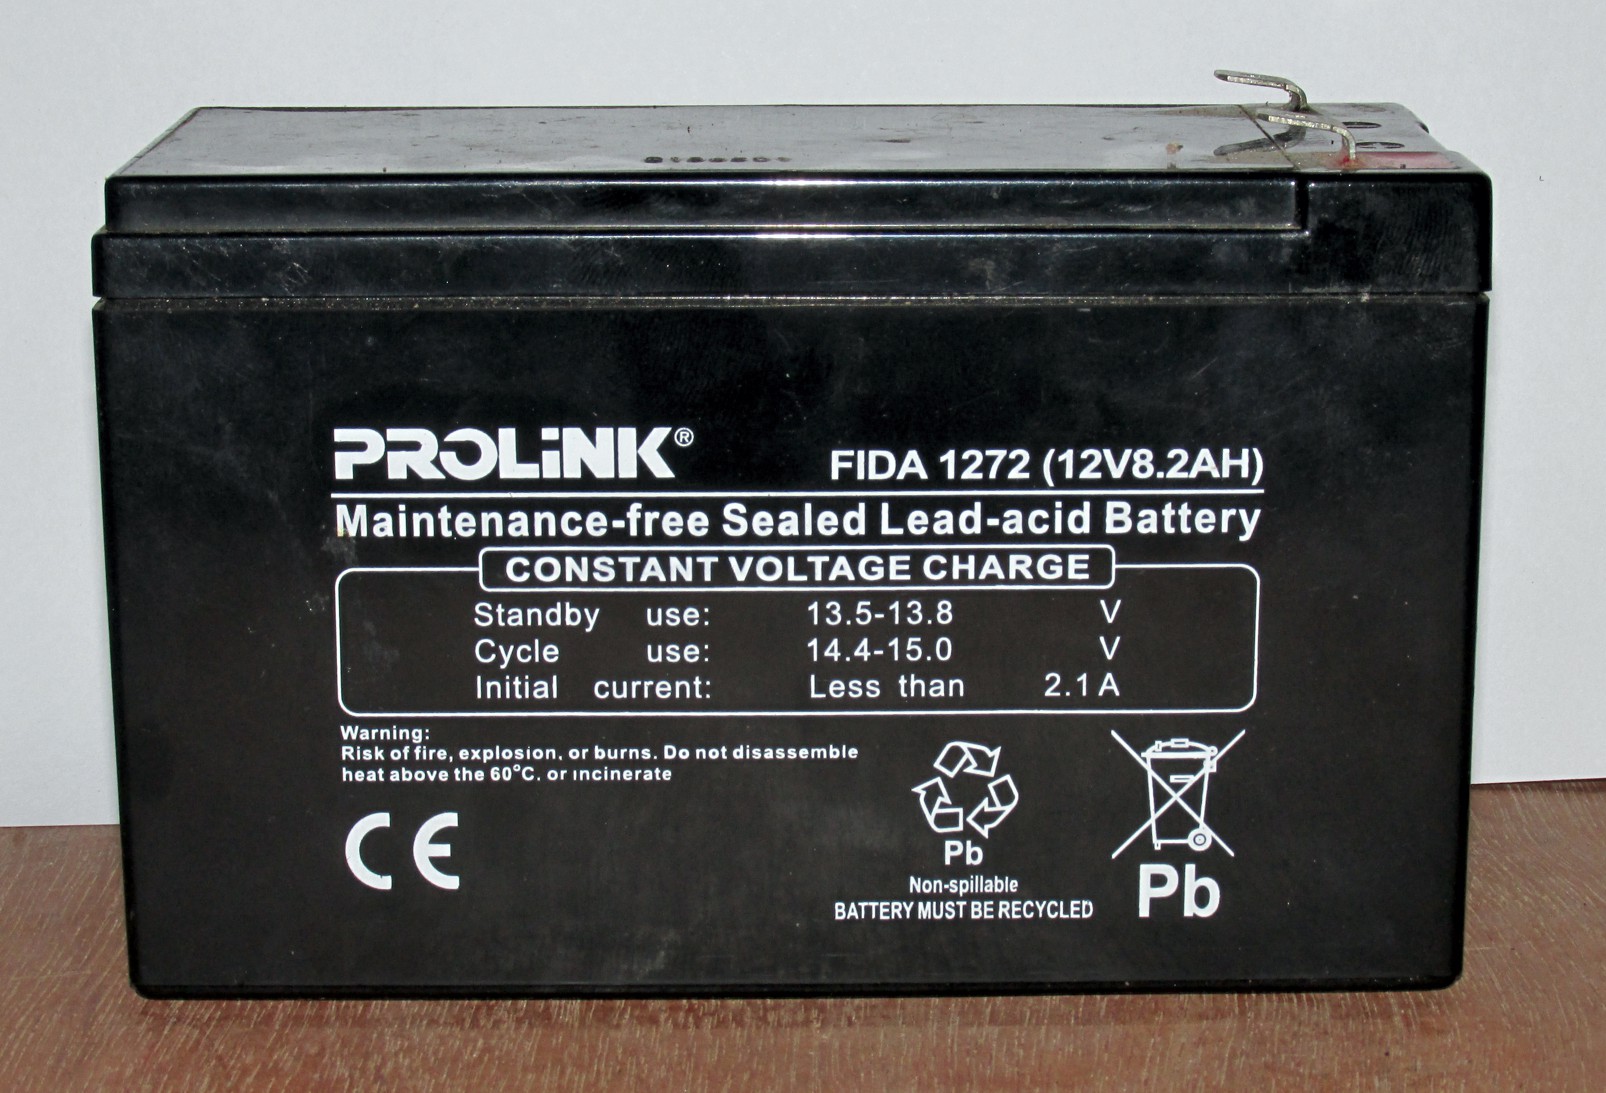 PROLiNK®
FIDA 1272 (12V8.2AH)
Maintenance-free Sealed Lead-acid Battery
CONSTANT VOLTAGE CHARGE
Standby use: 13.5-13.8 V
Cycle use: 14.4-15.0 V
Initial current: Less than 2.1A
Warning:
Risk of fire, explosion, or burns. Do not disassemble
heat above the 60°C. or incinerate
CE
Pb
Non-spillable
BATTERY MUST BE RECYCLED
Pb